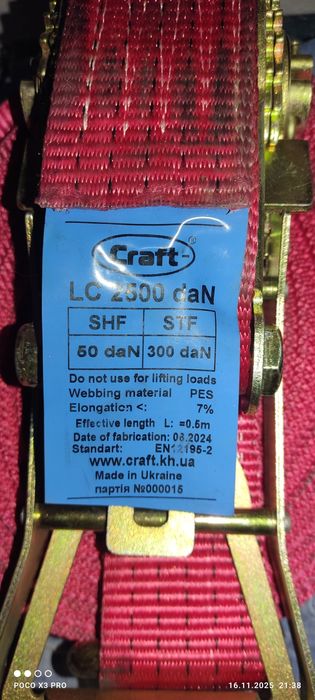 Craft ®
LC 2500 daN
SHF STF
50 daN 300 daN
Do not use for lifting loads
Webbing material PES
Elongation <: 7%
Effective length L: =0.5m
Date of fabrication: 08.2024
Standart: EN12195-2
www.craft.kh.ua
Made in Ukraine
партія №000015
POCO X3 PRO
16.11.2025 21:38